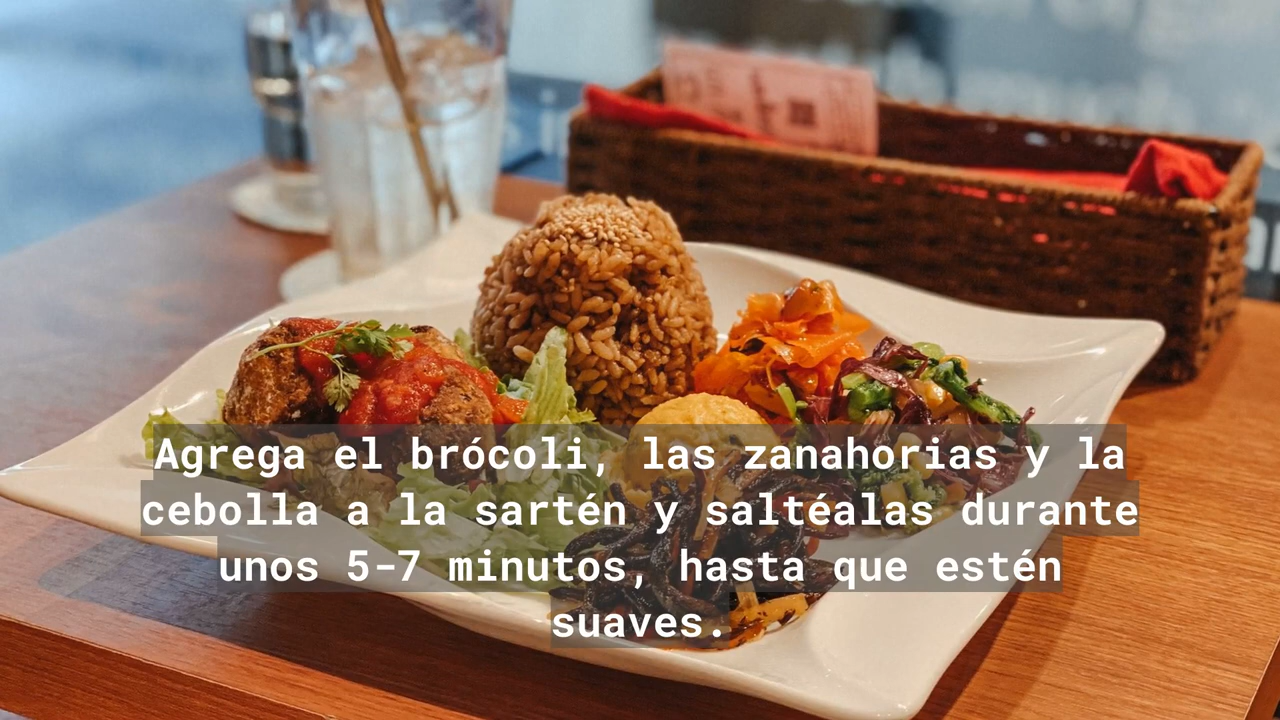 Agrega el brócoli, las zanahorias y la
cebolla a la sartén y saltéalas durante
unos 5-7 minutos, hasta que estén
suaves.